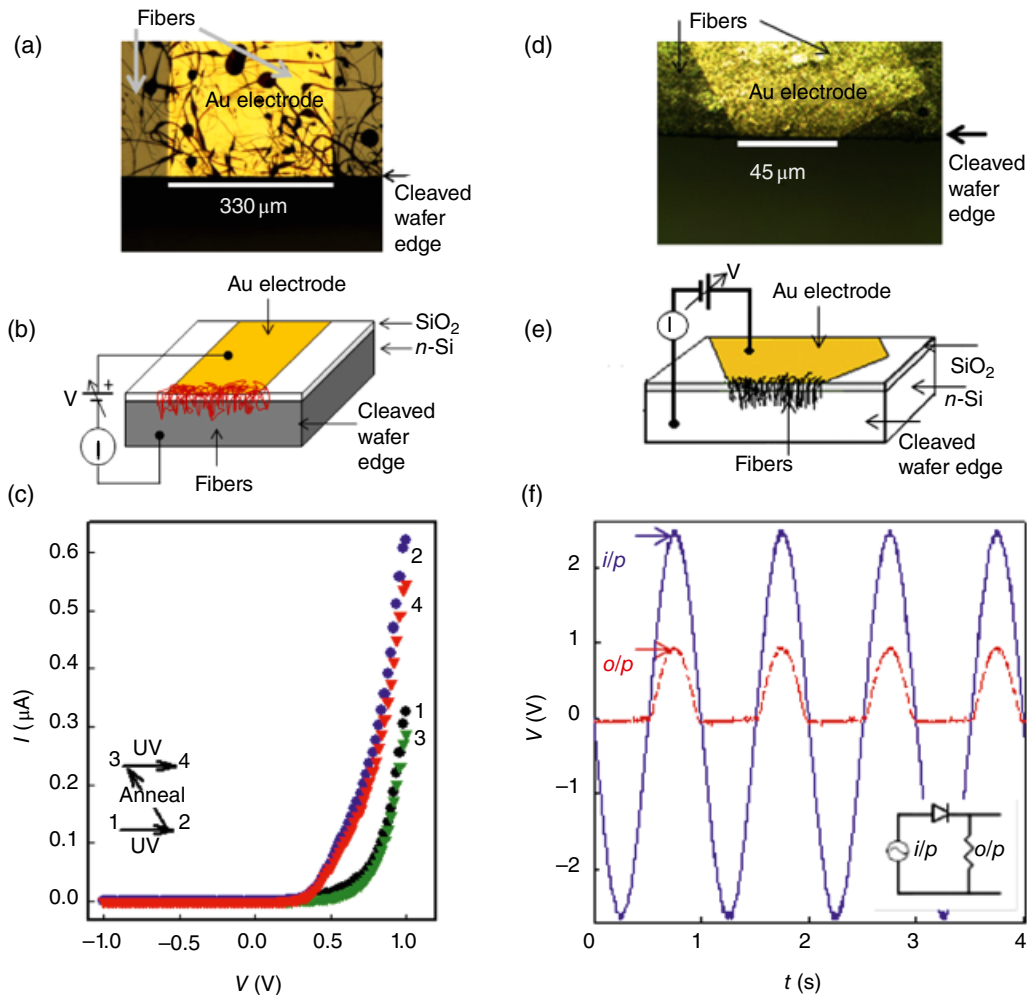 (a)
Fibers
Au electrode
330 μm
Cleaved
wafer
edge
(b)
Au electrode
SiO₂
n-Si
V
+
I
Cleaved
wafer
edge
Fibers
(c)
0.6
0.5
0.4
0.3
0.2
0.1
0.0
I (μA)
2
4
1
3
UV
3 4
Anneal
1 2
UV
−1.0 −0.5 0.0 0.5 1.0
V (V)
(d)
Fibers
Au electrode
45 μm
Cleaved
wafer
edge
(e)
V
Au electrode
I
SiO₂
n-Si
Cleaved
wafer edge
Fibers
(f)
2
1
0
−1
−2
V (V)
i/p
o/p
i/p o/p
0 1 2 3 4
t (s)